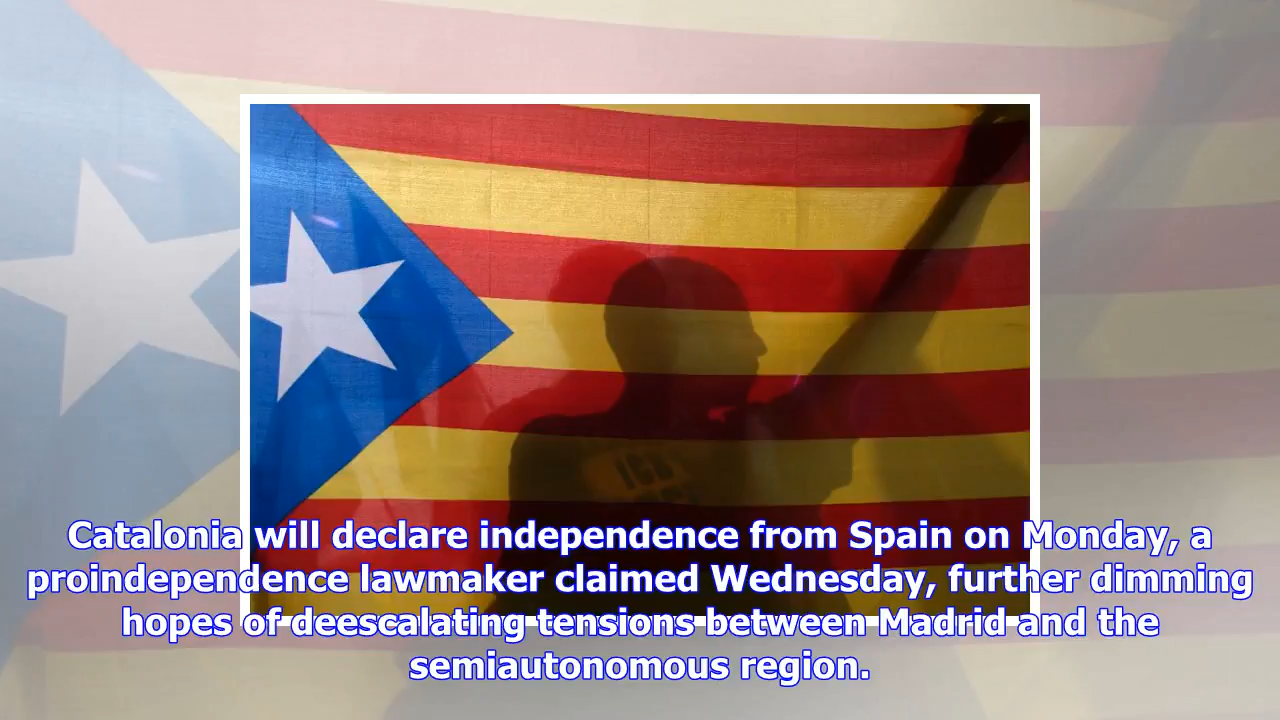 Catalonia will declare independence from Spain on Monday, a
proindependence lawmaker claimed Wednesday, further dimming
hopes of deescalating tensions between Madrid and the
semiautonomous region.